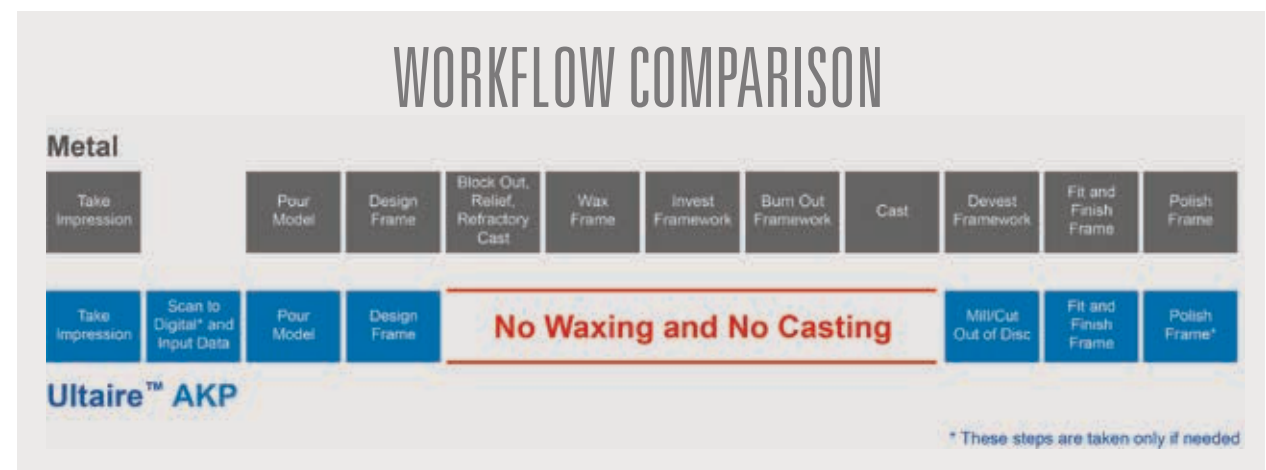 WORKFLOW COMPARISON
Metal
Take
Impression
Pour
Model
Design
Frame
Block Out,
Relief,
Refractory
Cast
Wax
Frame
Invest
Framework
Burn Out
Framework
Cast
Devest
Framework
Fit and
Finish
Frame
Polish
Frame
Take
Impression
Scan to
Digital* and
Input Data
Pour
Model
Design
Frame
No Waxing and No Casting
Mill/Cut
Out of Disc
Fit and
Finish
Frame
Polish
Frame*
Ultaire™ AKP
* These steps are taken only if needed